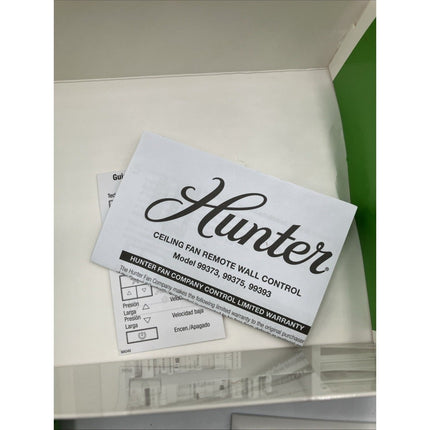 Hunter
CEILING FAN REMOTE WALL CONTROL
Model 99373, 99375, 99393
HUNTER FAN COMPANY CONTROL LIMITED WARRANTY
The Hunter Fan Company makes the following limited warranty to the original purchaser
Presión
Larga
Presión
Velocidad baja
Larga
Encen./Apagado